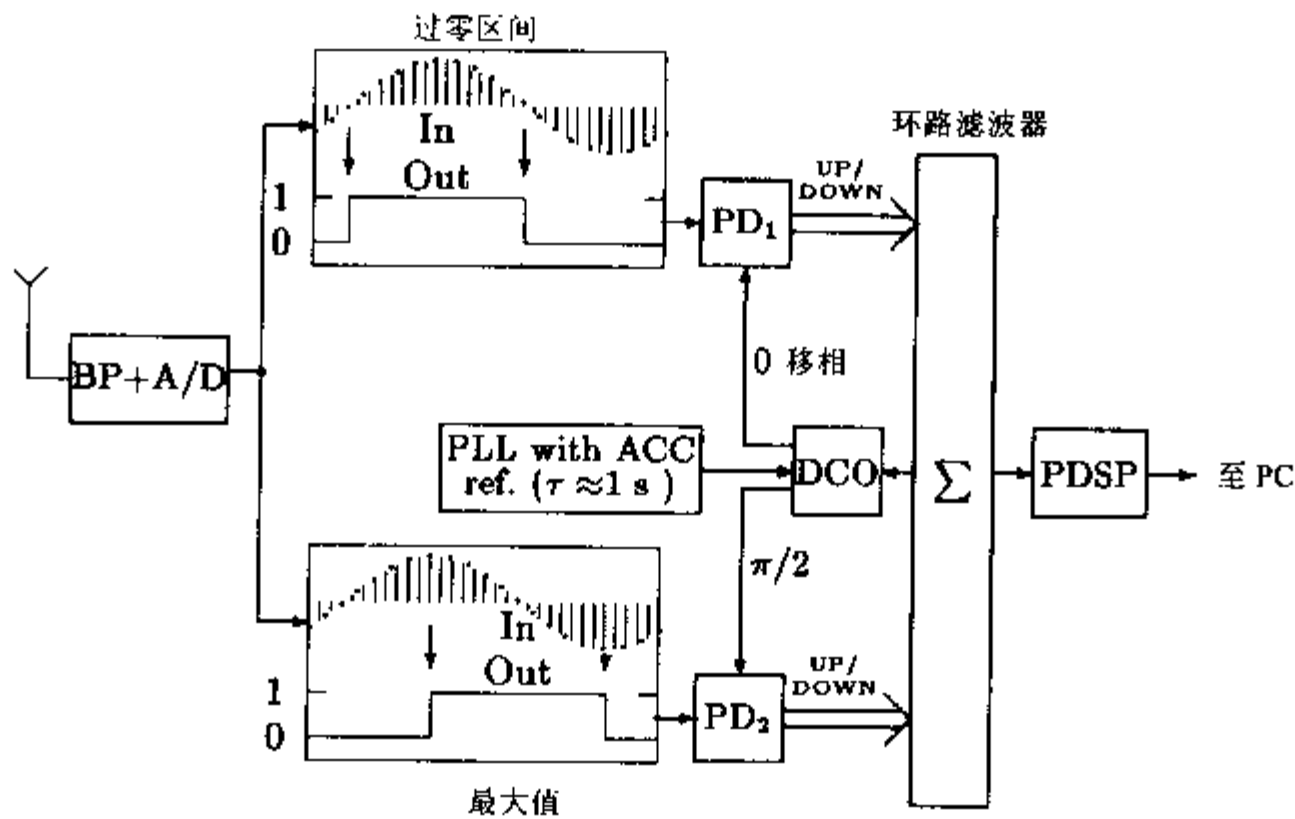 过零区间
In
Out
1
0
PD₁
UP/
DOWN
环路滤波器
BP+A/D
0 移相
PLL with ACC
ref. (τ ≈1 s )
DCO
∑
PDSP
至 PC
π/2
In
Out
1
0
PD₂
UP/
DOWN
最大值